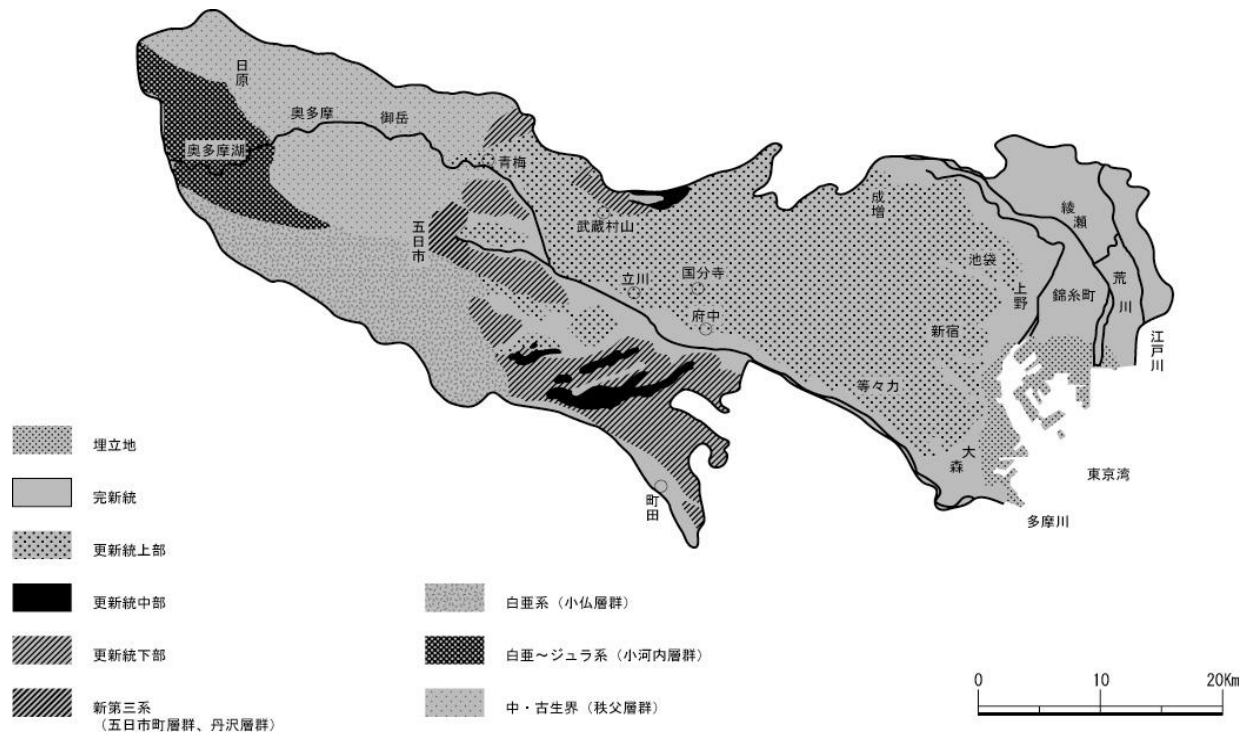 日原
奥多摩
御岳
奥多摩湖
青梅
五日市
武蔵村山
立川
国分寺
府中
成増
池袋
上野
新宿
等々力
大森
綾瀬
錦糸町
荒川
江戸川
東京湾
多摩川
町田
埋立地
完新統
更新統上部
更新統中部
更新統下部
新第三系
(五日市町層群、丹沢層群)
白亜系(小仏層群)
白亜~ジュラ系(小河内層群)
中・古生界(秩父層群)
0 10 20Km